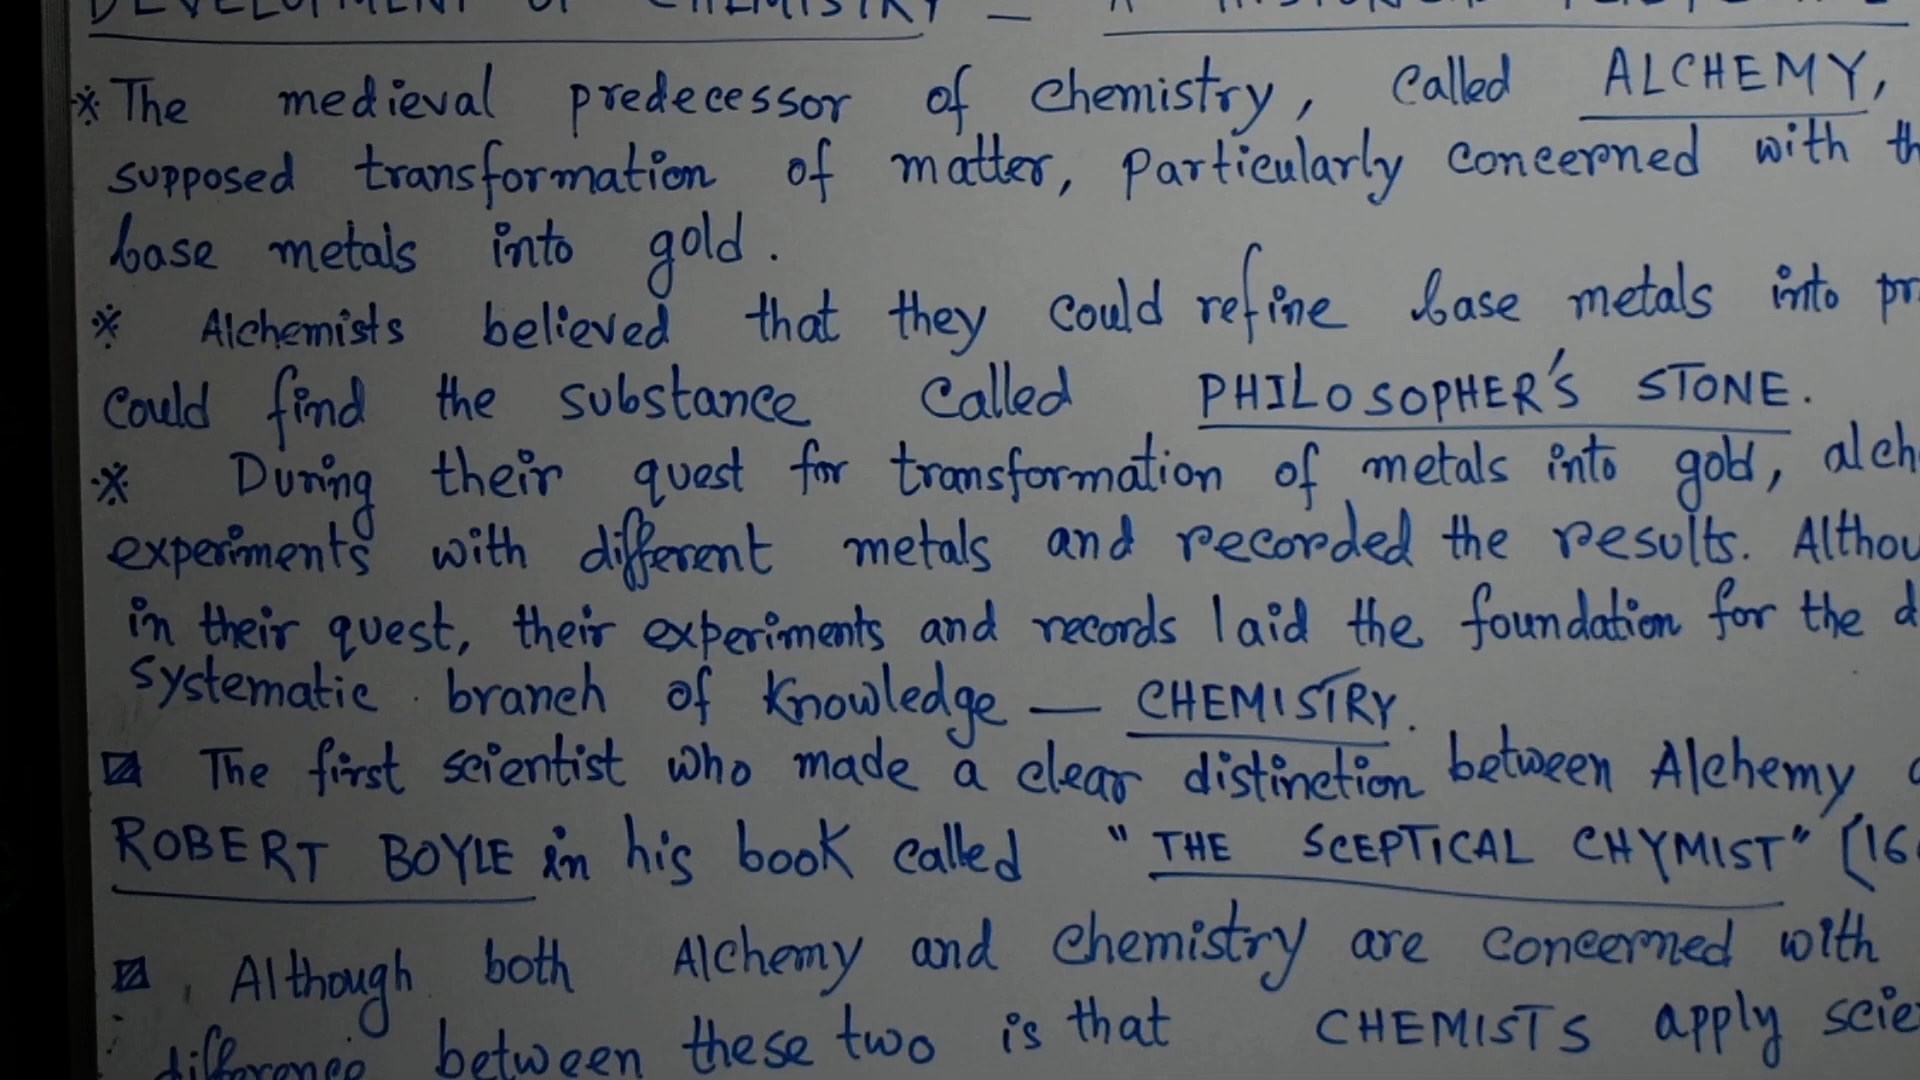 DEVELOPMENT OF CHEMISTRY — A
* The medieval predecessor of chemistry, called ALCHEMY,
supposed transformation of matter, particularly concerned with
base metals into gold.
* Alchemists believed that they could refine base metals into
could find the substance called PHILOSOPHER'S STONE.
* During their quest for transformation of metals into gold,
experiments with different metals and recorded the results.
in their quest, their experiments and records laid the foundation for the
systematic branch of knowledge — CHEMISTRY.
The first scientist who made a clear distinction between Alchemy
ROBERT BOYLE in his book called "THE SCEPTICAL CHYMIST" (16
Although both Alchemy and chemistry are concerned with
difference between these two is that CHEMISTS apply